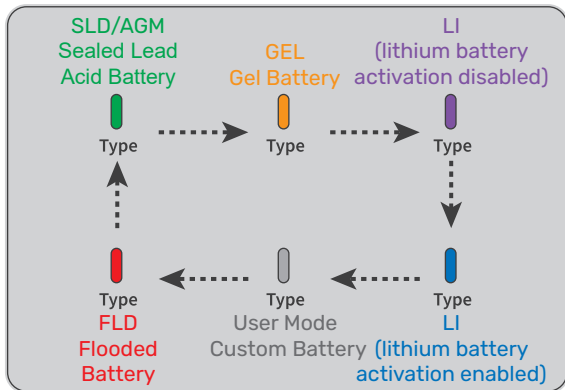 SLD/AGM
Sealed Lead
Acid Battery
Type
GEL
Gel Battery
Type
LI
(lithium battery
activation disabled)
Type
Type
FLD
Flooded
Battery
Type
User Mode
Custom Battery
Type
LI
(lithium battery
activation enabled)